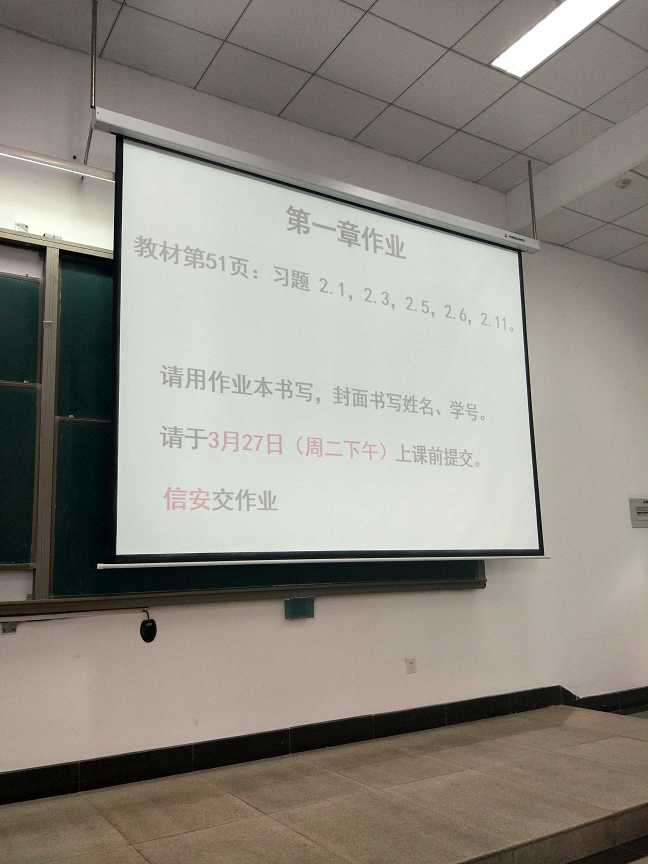 第一章作业
教材第51页：习题 2.1，2.3，2.5，2.6，2.11。
请用作业本书写，封面书写姓名、学号。
请于3月27日（周二下午）上课前提交。
信安交作业